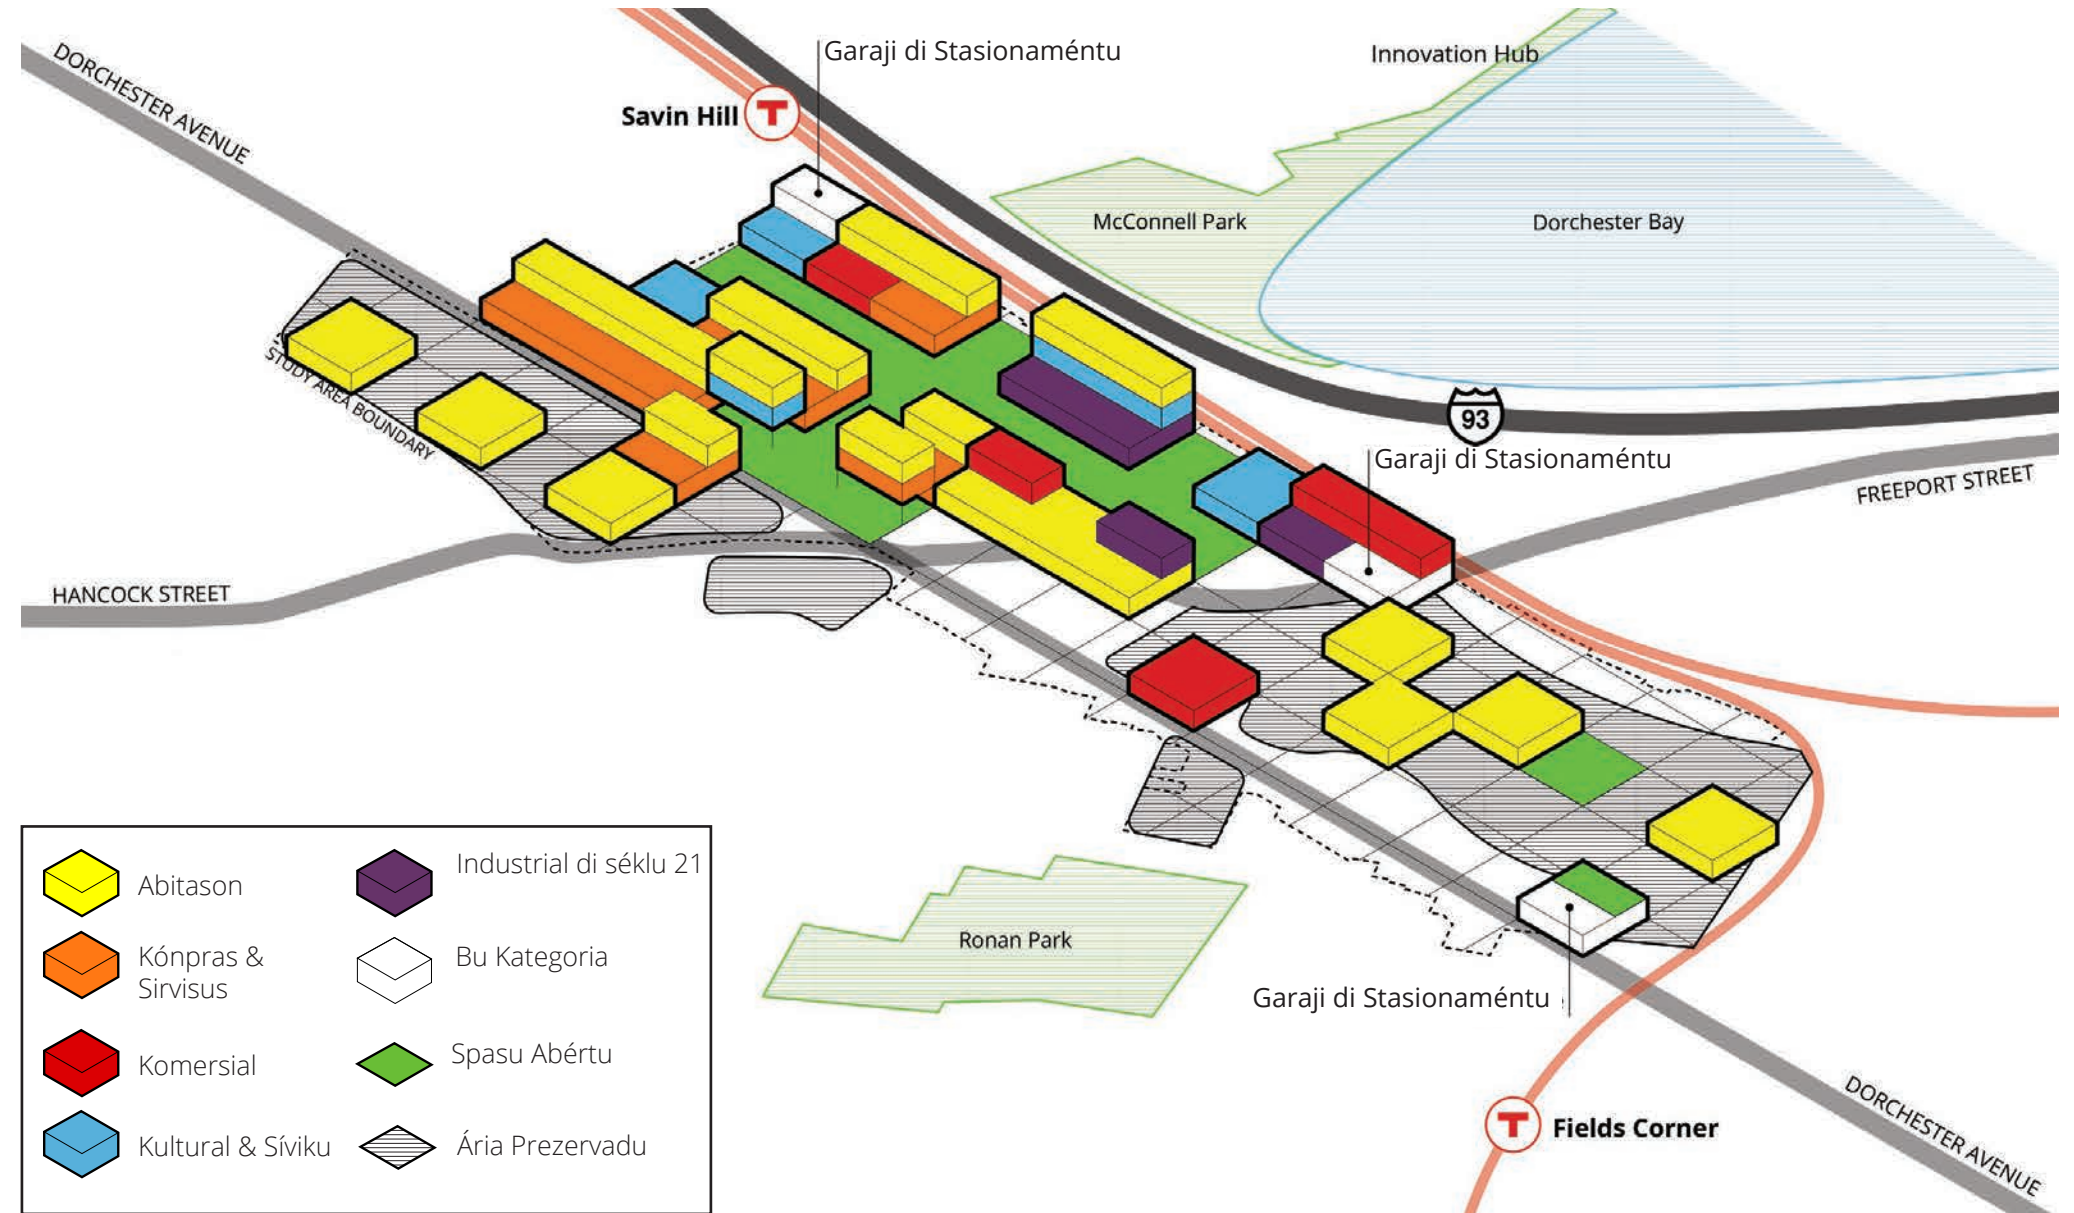 DORCHESTER AVENUE
Garaji di Stasionaméntu
Innovation Hub
Savin Hill
T
McConnell Park
Dorchester Bay
STUDY AREA BOUNDARY
93
Garaji di Stasionaméntu
FREEPORT STREET
HANCOCK STREET
Abitason
Industrial di séklu 21
Kónpras &
Sirvisus
Bu Kategoria
Komersial
Spasu Abértu
Kultural & Síviku
Ária Prezervadu
Ronan Park
Garaji di Stasionaméntu
T
Fields Corner
DORCHESTER AVENUE